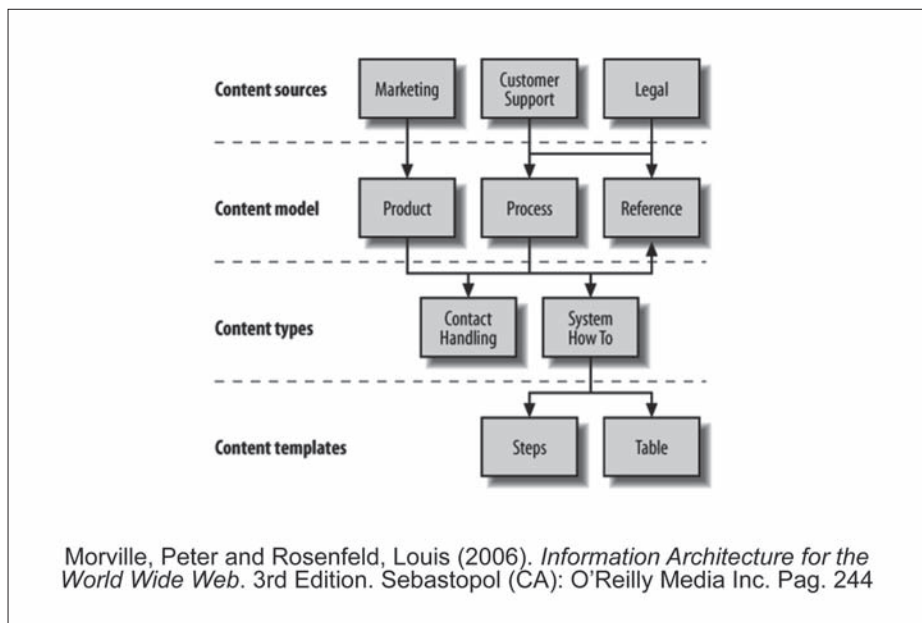 Content sources
Marketing
Customer
Support
Legal
Content model
Product
Process
Reference
Content types
Contact
Handling
System
How To
Content templates
Steps
Table
Morville, Peter and Rosenfeld, Louis (2006). Information Architecture for the
World Wide Web. 3rd Edition. Sebastopol (CA): O’Reilly Media Inc. Pag. 244